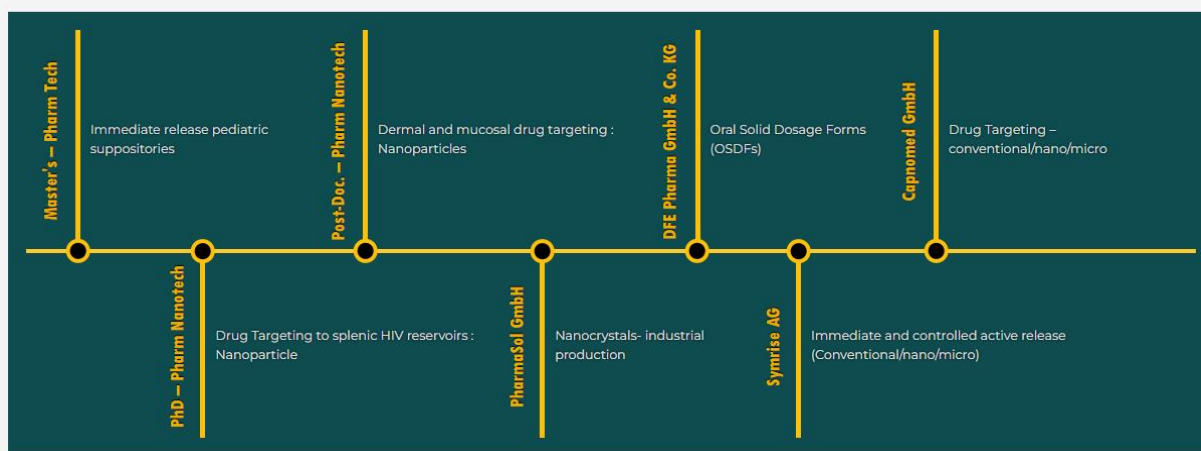 Master's – Pharm Tech
Immediate release pediatric
suppositories
PhD – Pharm Nanotech
Drug Targeting to splenic HIV reservoirs :
Nanoparticle
Post-Doc. – Pharm Nanotech
Dermal and mucosal drug targeting :
Nanoparticles
PharmaSol GmbH
Nanocrystals- industrial
production
DFE Pharma GmbH & Co. KG
Oral Solid Dosage Forms
(OSDFs)
Symrise AG
Immediate and controlled active release
(Conventional/nano/micro)
Capnomed GmbH
Drug Targeting –
conventional/nano/micro